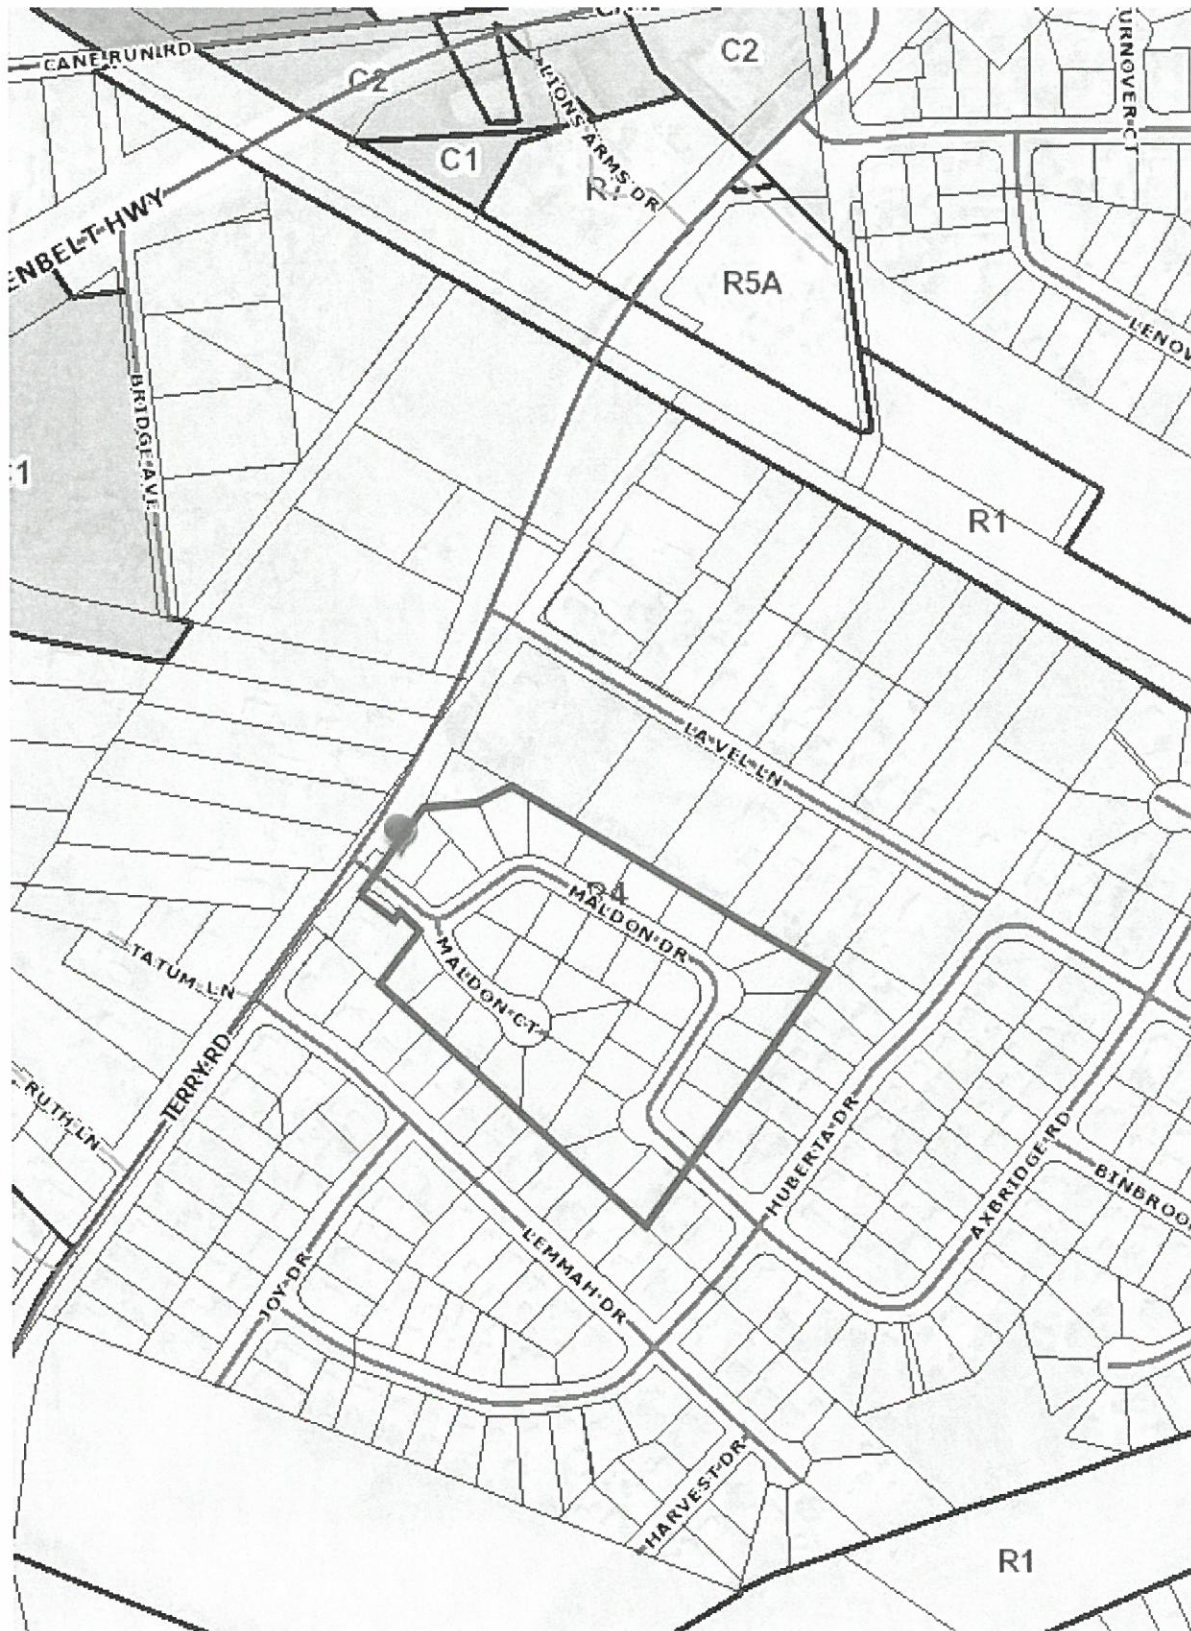 CANE RUN RD
C2
C2
URNOVER CT
LIONS ARMS DR
C1
ENBELT HWY
R5A
LENOV
BRIDGE AVE
R1
LA VEL LN
R4
MALDON DR
MALDON CT
TATUM LN
TERRY RD
RUTH LN
HUBERTA DR
AXBRIDGE RD
BINBROO
JOY DR
LEMMAH DR
HARVEST DR
R1